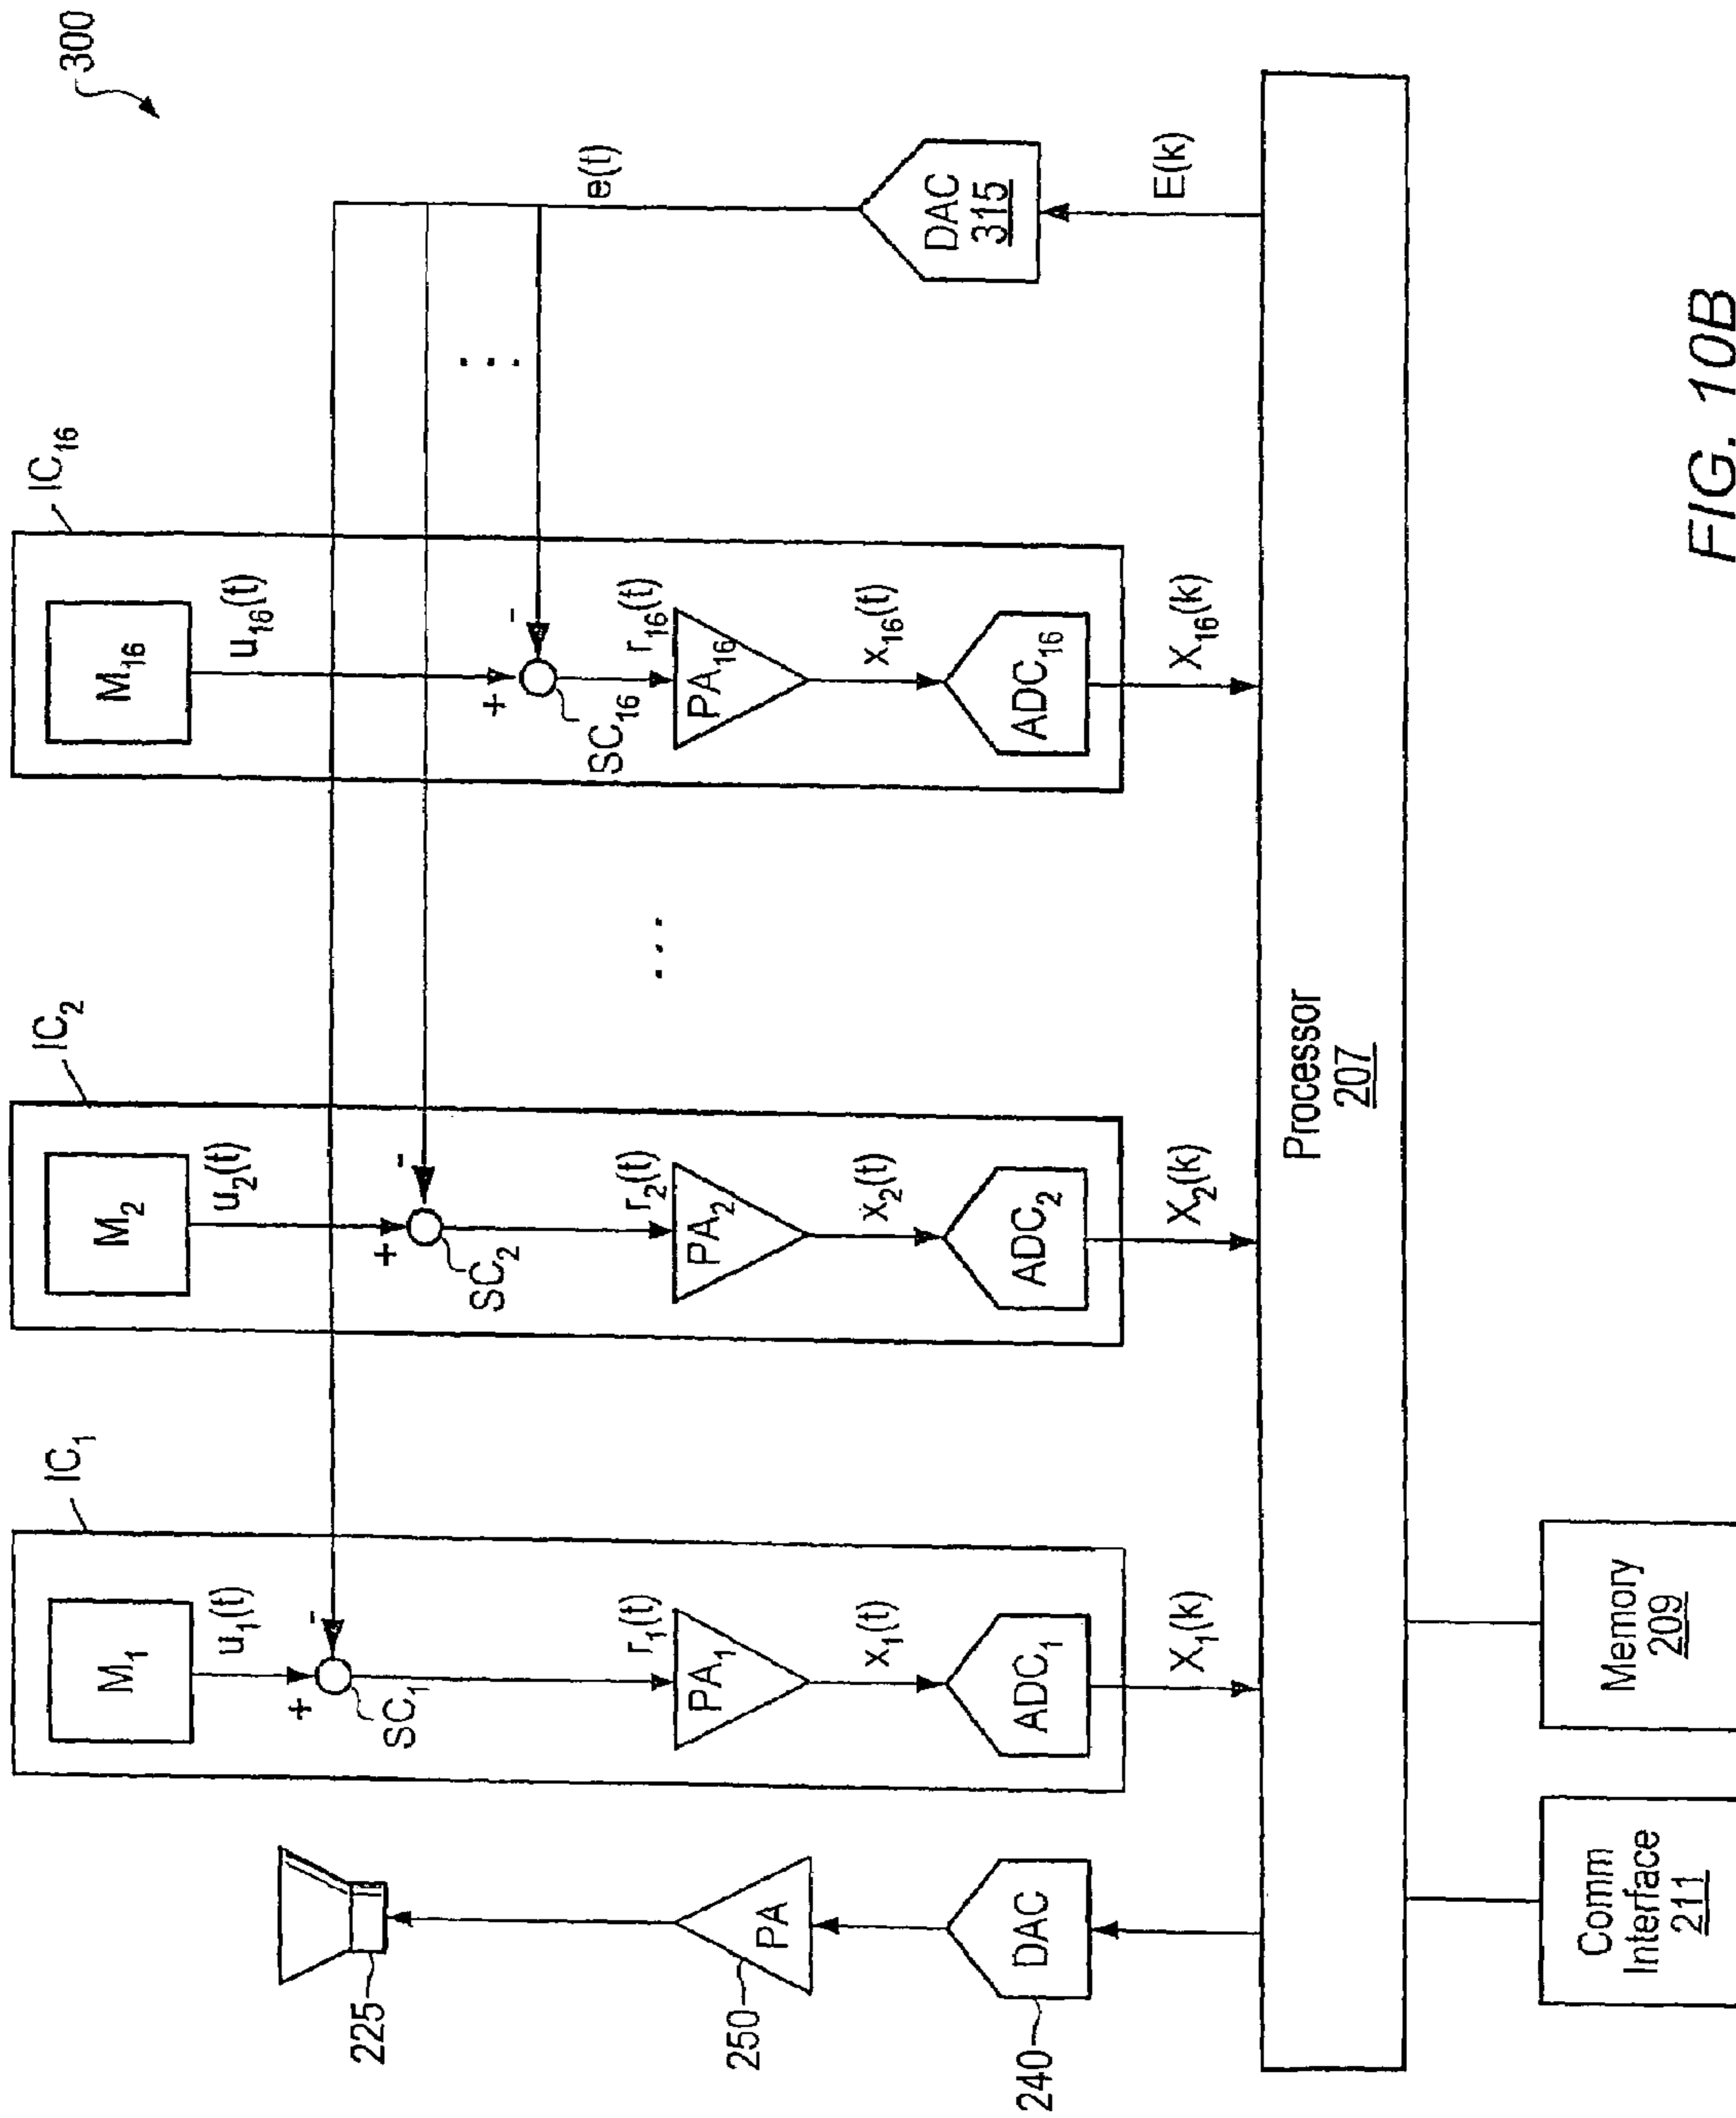 300
IC₁
IC₂
IC₁₆
M₁
M₂
M₁₆
u₁(t)
u₂(t)
u₁₆(t)
+
-
+
-
+
-
SC₁
SC₂
SC₁₆
. . .
. . .
e(t)
225
r₁(t)
r₂(t)
r₁₆(t)
250
PA
PA₁
PA₂
PA₁₆
x₁(t)
x₂(t)
x₁₆(t)
240
DAC
ADC₁
ADC₂
ADC₁₆
DAC
315
X₁(k)
X₂(k)
X₁₆(k)
E(k)
Processor
207
Comm
Interface
211
Memory
209
FIG. 10B